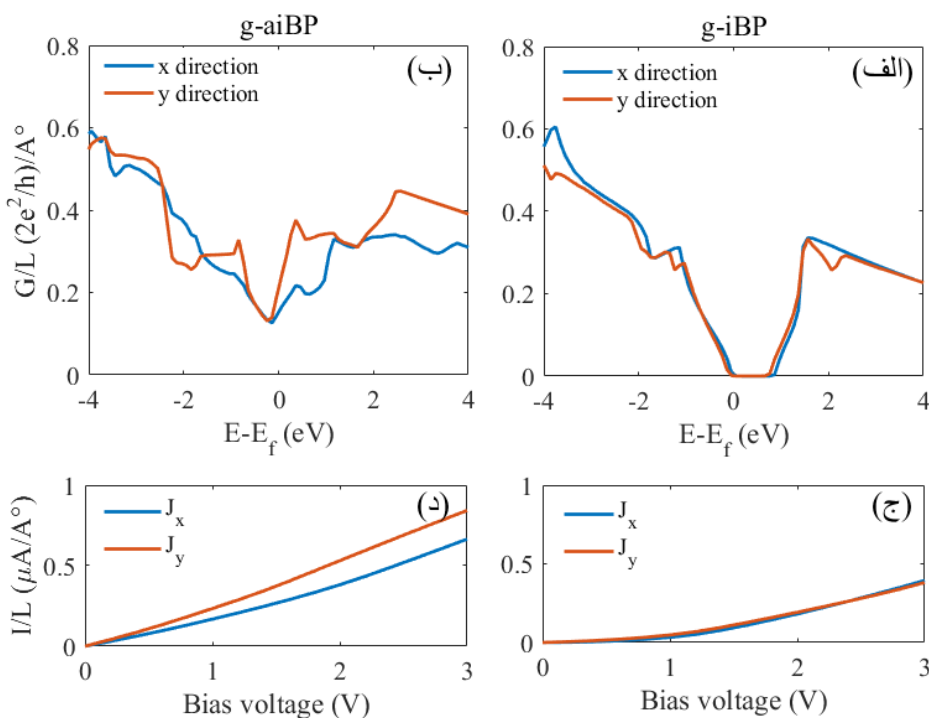 g-aiBP
g-iBP
0.8
0.6
0.4
0.2
0
G/L (2e²/h)/A°
x direction
y direction
(ب)
-4 -2 0 2 4
E-E_f (eV)
0.8
0.6
0.4
0.2
0
x direction
y direction
(الف)
-4 -2 0 2 4
E-E_f (eV)
1
0.5
0
I/L (μA/A°)
J_x
J_y
(د)
0 1 2 3
Bias voltage (V)
1
0.5
0
J_x
J_y
(ج)
0 1 2 3
Bias voltage (V)